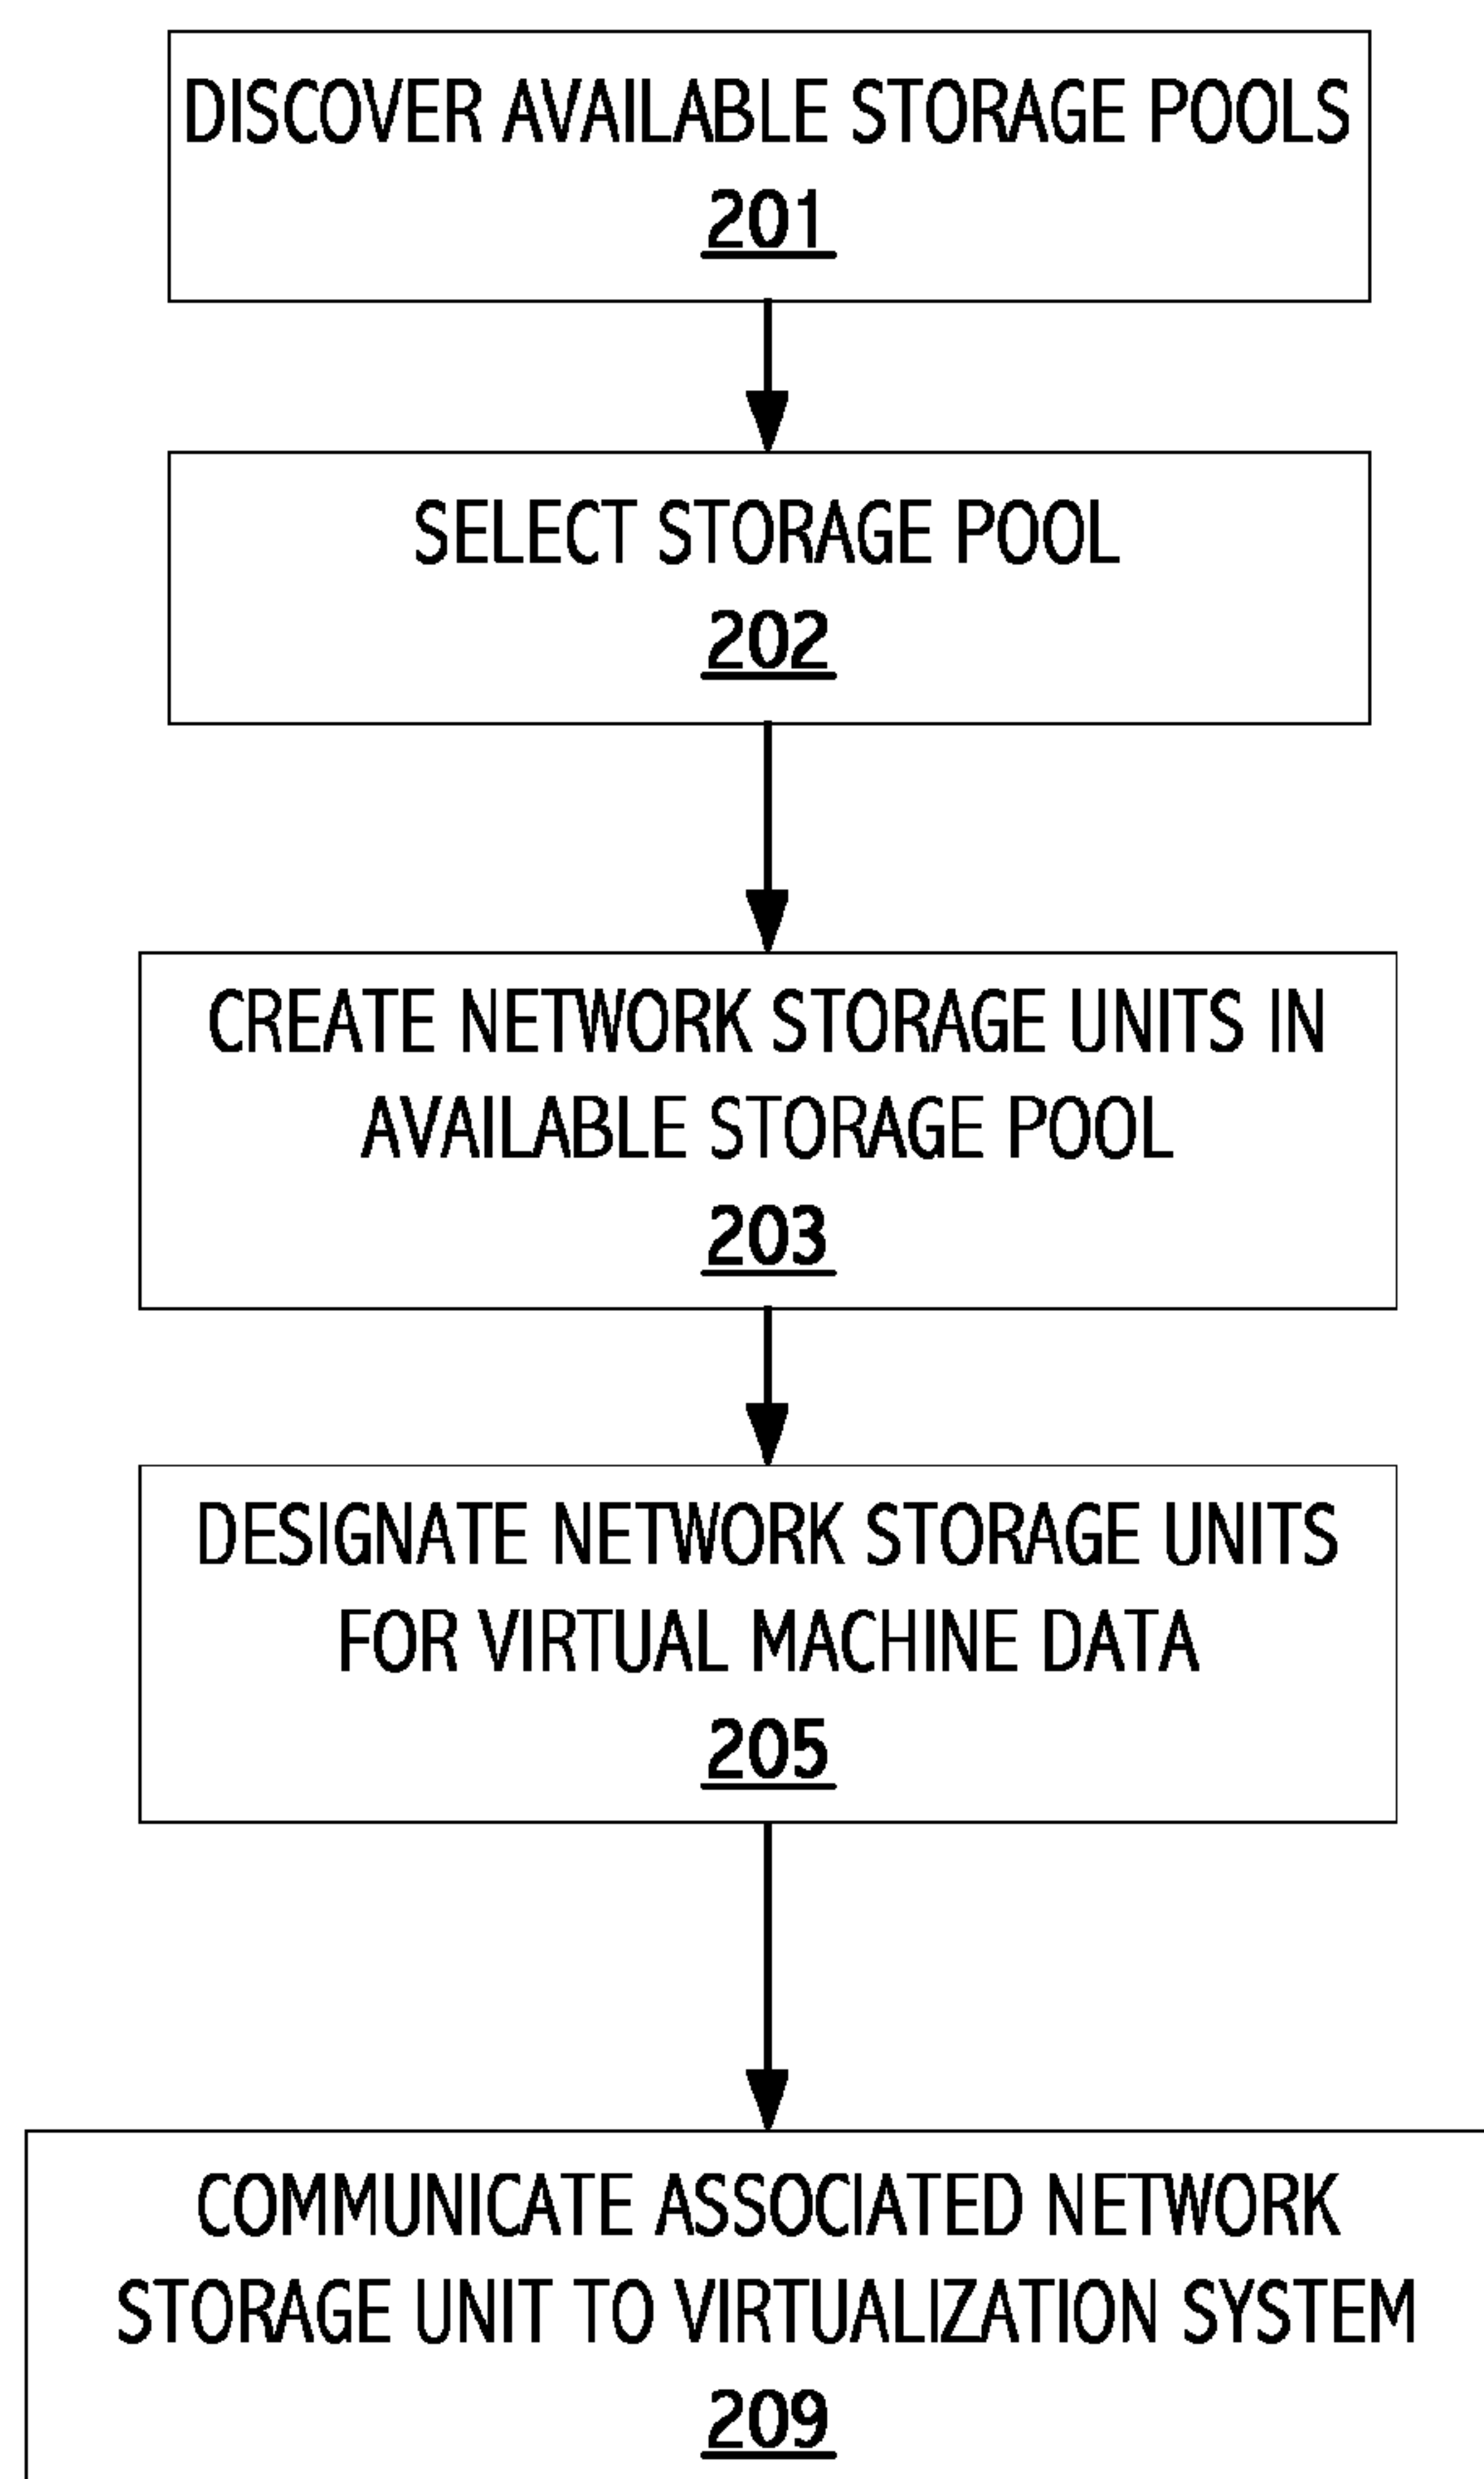 DISCOVER AVAILABLE STORAGE POOLS
201
SELECT STORAGE POOL
202
CREATE NETWORK STORAGE UNITS IN
AVAILABLE STORAGE POOL
203
DESIGNATE NETWORK STORAGE UNITS
FOR VIRTUAL MACHINE DATA
205
COMMUNICATE ASSOCIATED NETWORK
STORAGE UNIT TO VIRTUALIZATION SYSTEM
209